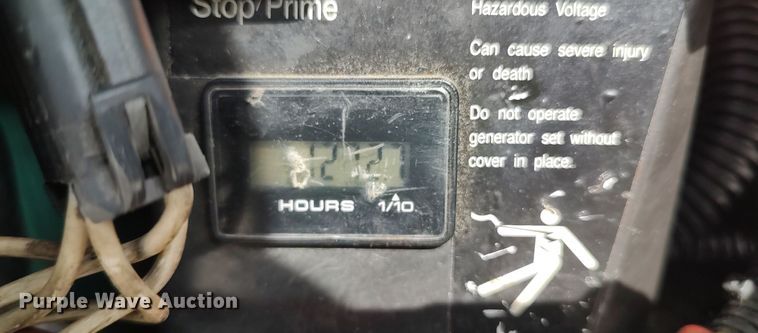 Stop/Prime
Hazardous Voltage
Can cause severe injury
or death
Do not operate
generator set without
cover in place.
HOURS 1/10
Purple Wave Auction